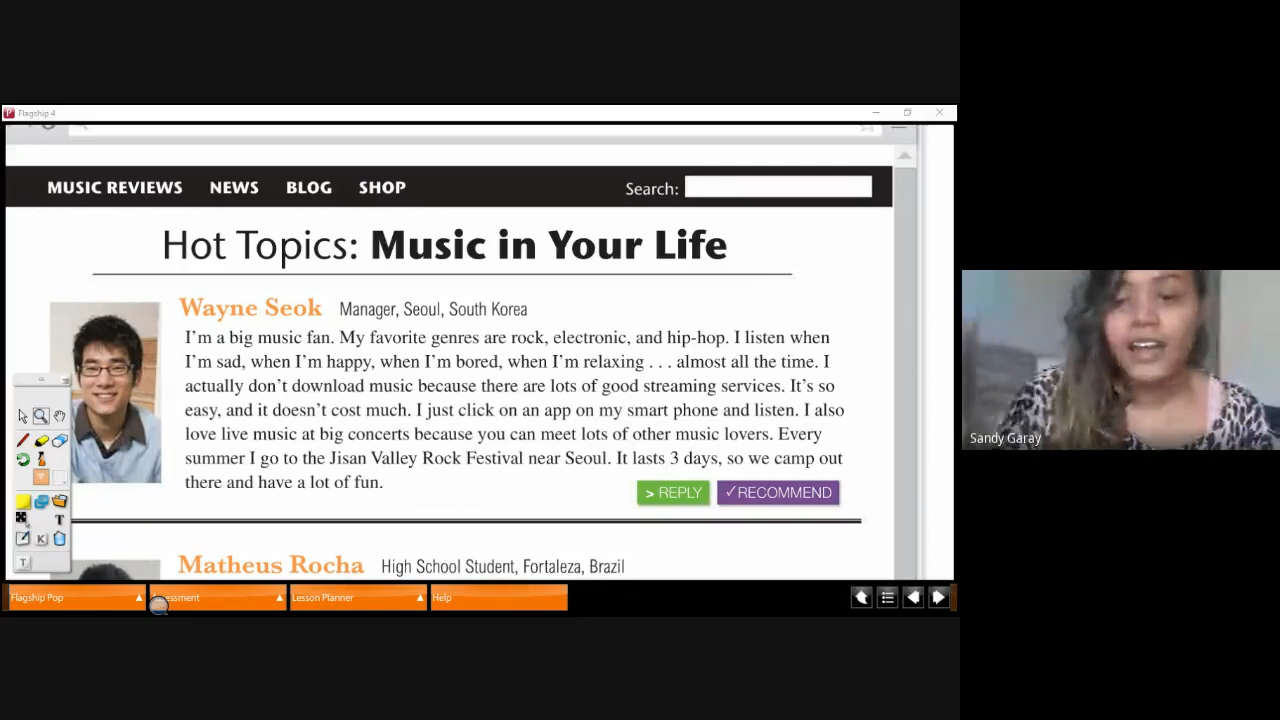 Flagship 4
MUSIC REVIEWS NEWS BLOG SHOP Search:
Hot Topics: Music in Your Life
Wayne Seok Manager, Seoul, South Korea
I'm a big music fan. My favorite genres are rock, electronic, and hip-hop. I listen when
I'm sad, when I'm happy, when I'm bored, when I'm relaxing . . . almost all the time. I
actually don't download music because there are lots of good streaming services. It's so
easy, and it doesn't cost much. I just click on an app on my smart phone and listen. I also
love live music at big concerts because you can meet lots of other music lovers. Every
summer I go to the Jisan Valley Rock Festival near Seoul. It lasts 3 days, so we camp out
there and have a lot of fun.
> REPLY ✓RECOMMEND
Matheus Rocha High School Student, Fortaleza, Brazil
Flagship Pop Lesson Planner Help
Sandy Garay